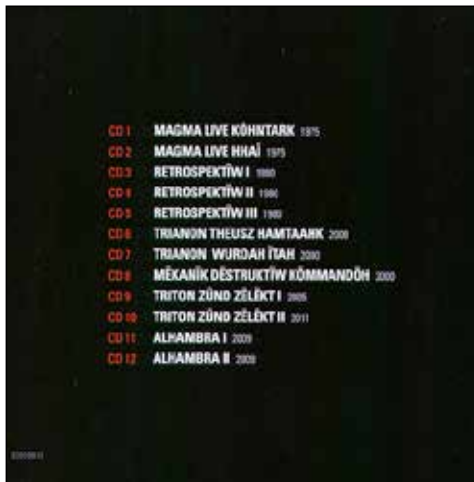 CD 1 MAGMA LIVE KÖHNTARK 1975
CD 2 MAGMA LIVE HHAÏ 1975
CD 3 RETROSPEKTÏW I 1980
CD 4 RETROSPEKTÏW II 1980
CD 5 RETROSPEKTÏW III 1980
CD 6 TRIANON THEUSZ HAMTAAHK 2000
CD 7 TRIANON WURDAH ÏTAH 2000
CD 8 MËKANÏK DËSTRUKTÏW KÖMMANDÖH 2000
CD 9 TRITON ZÜND ZËLËKT I 2005
CD 10 TRITON ZÜND ZËLËKT II 2011
CD 11 ALHAMBRA I 2009
CD 12 ALHAMBRA II 2009